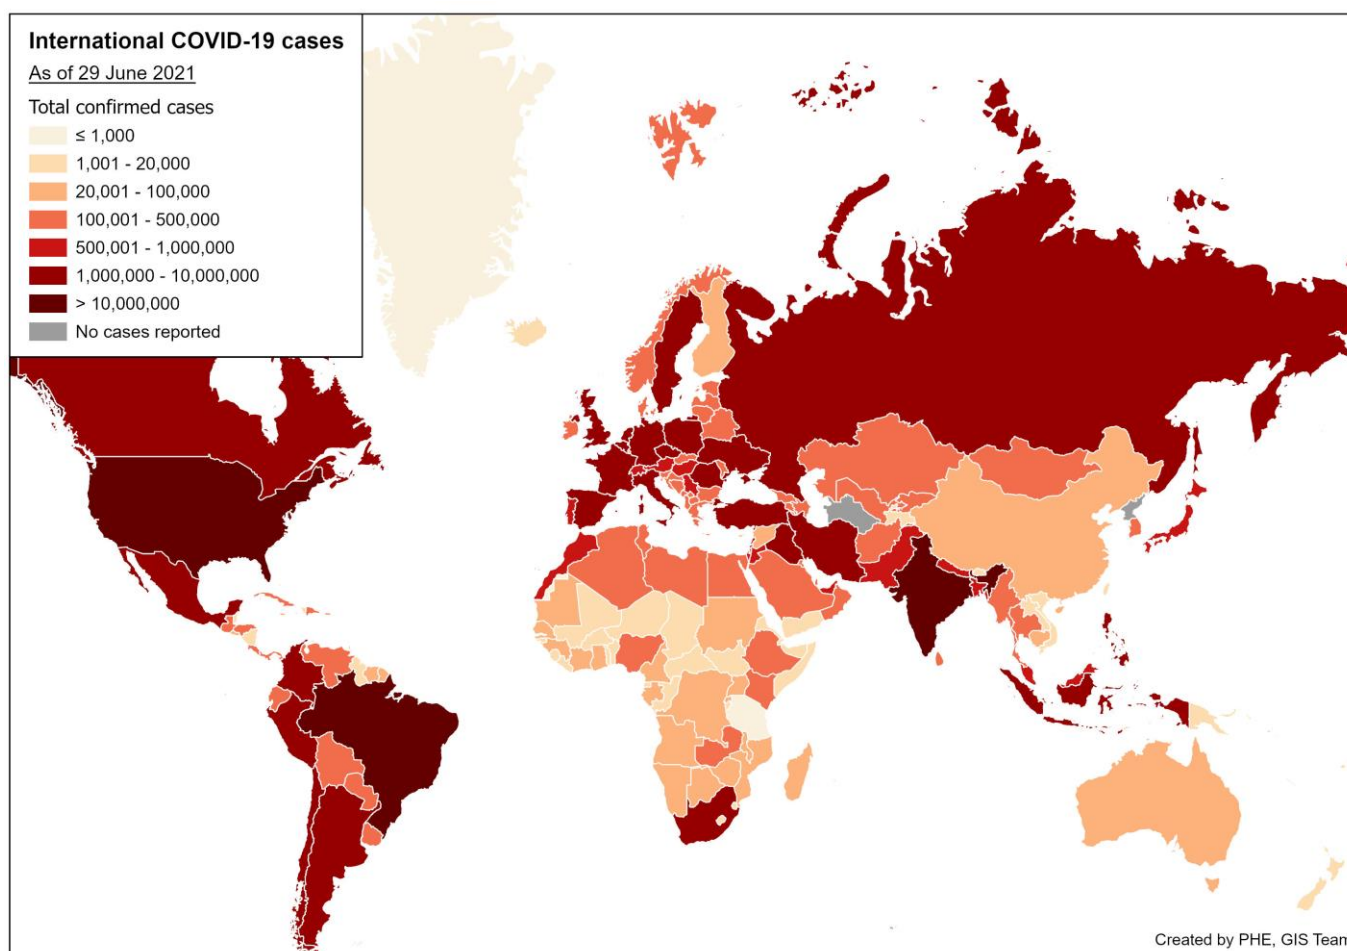 International COVID-19 cases
As of 29 June 2021
Total confirmed cases
≤ 1,000
1,001 - 20,000
20,001 - 100,000
100,001 - 500,000
500,001 - 1,000,000
1,000,000 - 10,000,000
> 10,000,000
No cases reported
Created by PHE, GIS Team